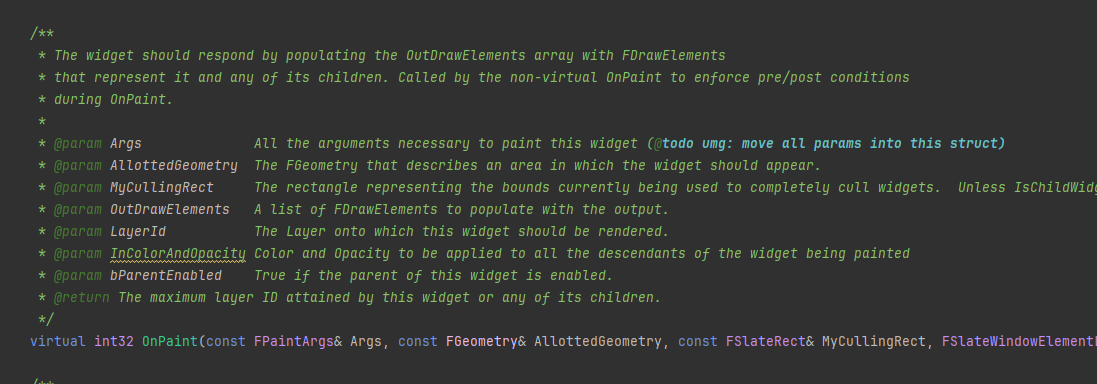 /**
* The widget should respond by populating the OutDrawElements array with FDrawElements
* that represent it and any of its children. Called by the non-virtual OnPaint to enforce pre/post conditions
* during OnPaint.
*
* @param Args All the arguments necessary to paint this widget (@todo umg: move all params into this struct)
* @param AllottedGeometry The FGeometry that describes an area in which the widget should appear.
* @param MyCullingRect The rectangle representing the bounds currently being used to completely cull widgets. Unless IsChildWidg
* @param OutDrawElements A list of FDrawElements to populate with the output.
* @param LayerId The Layer onto which this widget should be rendered.
* @param InColorAndOpacity Color and Opacity to be applied to all the descendants of the widget being painted
* @param bParentEnabled True if the parent of this widget is enabled.
* @return The maximum layer ID attained by this widget or any of its children.
*/
virtual int32 OnPaint(const FPaintArgs& Args, const FGeometry& AllottedGeometry, const FSlateRect& MyCullingRect, FSlateWindowElement
/**